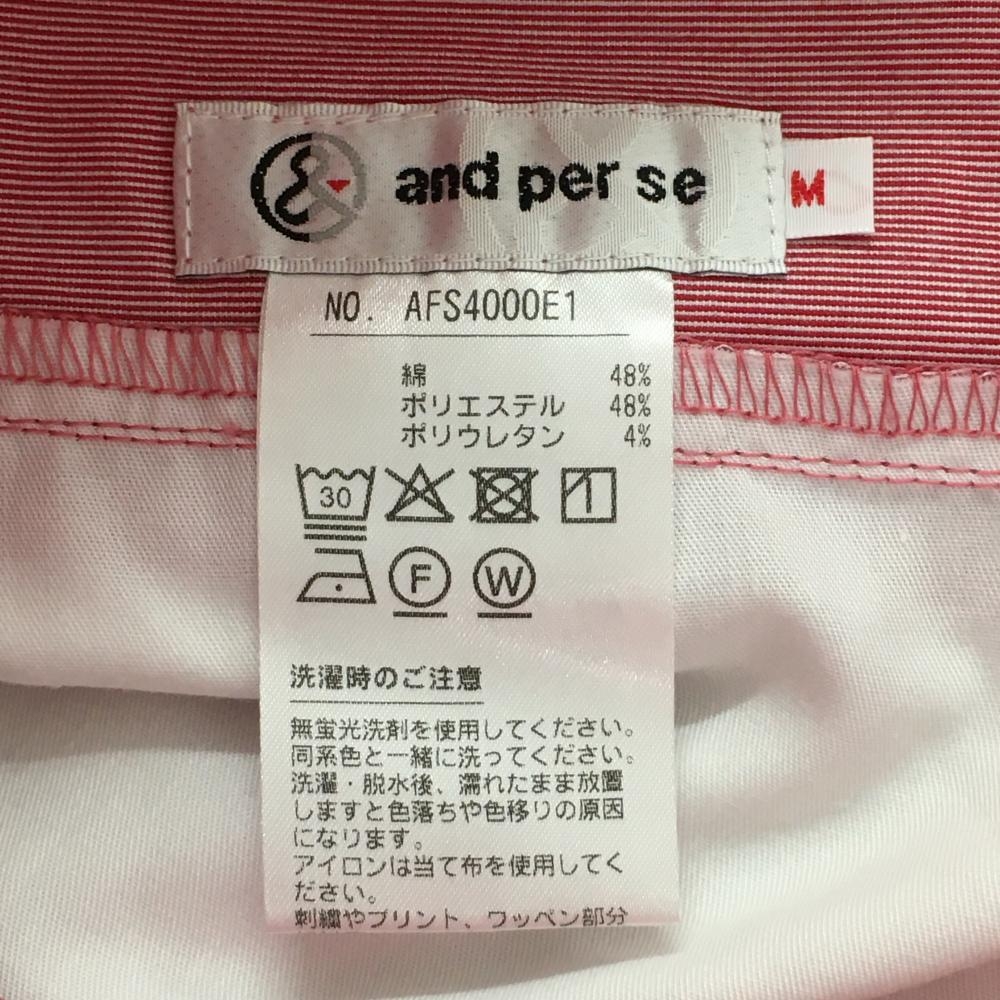 and per se
M
NO. AFS4000E1
綿 48%
ポリエステル 48%
ポリウレタン 4%
30
F W
洗濯時のご注意
無蛍光洗剤を使用してください。
同系色と一緒に洗ってください。
洗濯・脱水後、濡れたまま放置
しますと色落ちや色移りの原因
になります。
アイロンは当て布を使用してく
ださい。
刺繍やプリント、ワッペン部分